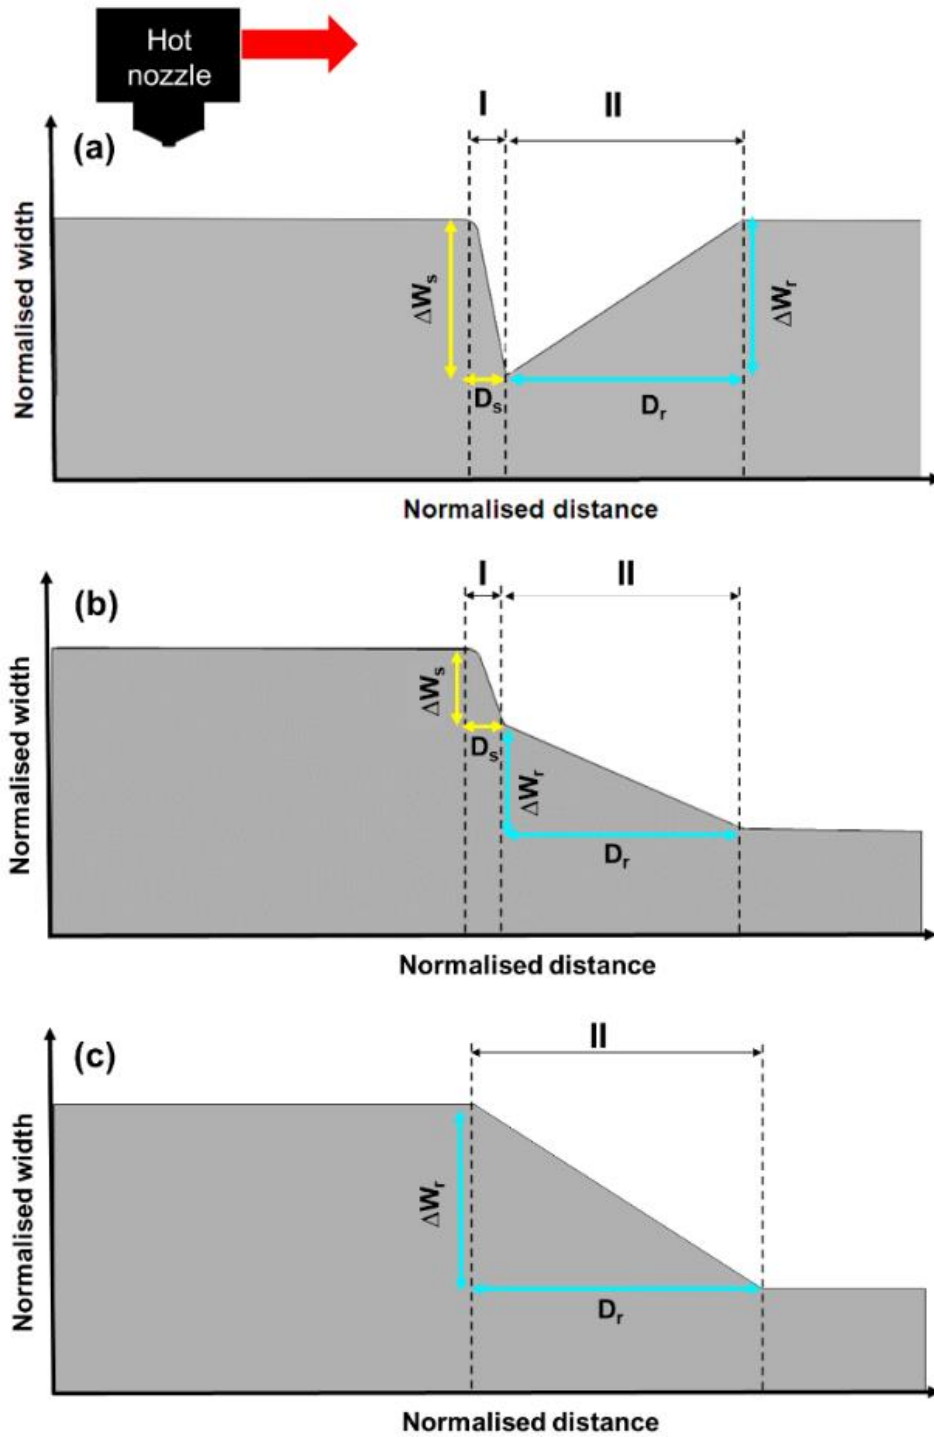 Hot
nozzle
I II
(a)
Normalised width
ΔWs
ΔWr
Ds
Dr
Normalised distance
I II
(b)
Normalised width
ΔWs
Ds
ΔWr
Dr
Normalised distance
II
(c)
Normalised width
ΔWr
Dr
Normalised distance